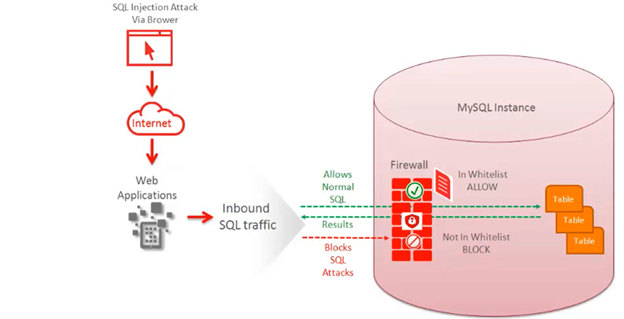 SQL Injection Attack
Via Brower
Internet
Web
Applications
Inbound
SQL traffic
Allows
Normal
SQL
Results
Blocks
SQL
Attacks
MySQL Instance
Firewall
In Whitelist
ALLOW
Not In Whitelist
BLOCK
Table
Table
Table